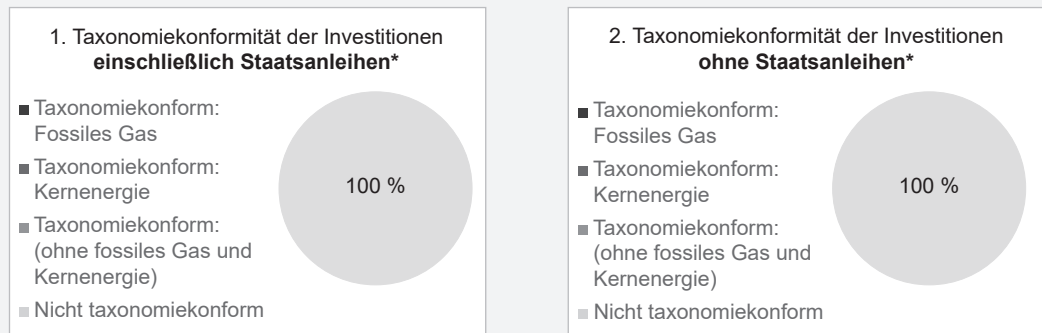 1. Taxonomiekonformität der Investitionen
einschließlich Staatsanleihen*
Taxonomiekonform:
Fossiles Gas
Taxonomiekonform:
Kernenergie
Taxonomiekonform:
(ohne fossiles Gas und
Kernenergie)
Nicht taxonomiekonform
100 %
2. Taxonomiekonformität der Investitionen
ohne Staatsanleihen*
Taxonomiekonform:
Fossiles Gas
Taxonomiekonform:
Kernenergie
Taxonomiekonform:
(ohne fossiles Gas und
Kernenergie)
Nicht taxonomiekonform
100 %